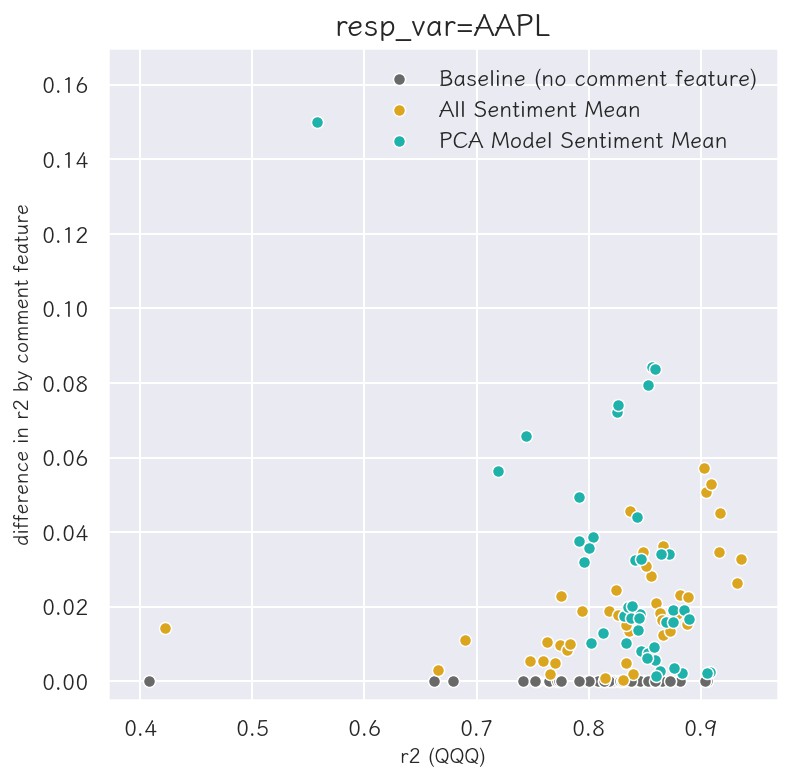 resp_var=AAPL
Baseline (no comment feature)
All Sentiment Mean
PCA Model Sentiment Mean
difference in r2 by comment feature
0.16
0.14
0.12
0.10
0.08
0.06
0.04
0.02
0.00
0.4 0.5 0.6 0.7 0.8 0.9
r2 (QQQ)